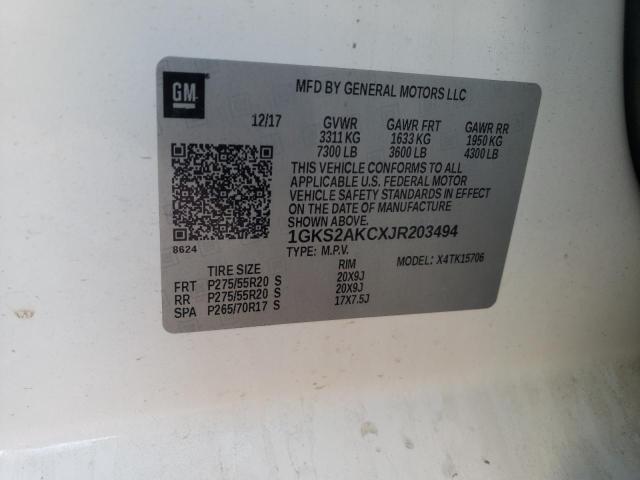 GM
MFD BY GENERAL MOTORS LLC
12/17 GVWR GAWR FRT GAWR RR
3311 KG 1633 KG 1950 KG
7300 LB 3600 LB 4300 LB
THIS VEHICLE CONFORMS TO ALL
APPLICABLE U.S. FEDERAL MOTOR
VEHICLE SAFETY STANDARDS IN EFFECT
ON THE DATE OF MANUFACTURE
SHOWN ABOVE.
1GKS2AKCXJR203494
8624
TYPE: M.P.V. MODEL: X4TK15706
TIRE SIZE RIM
FRT P275/55R20 S 20X9J
RR P275/55R20 S 20X9J
SPA P265/70R17 S 17X7.5J